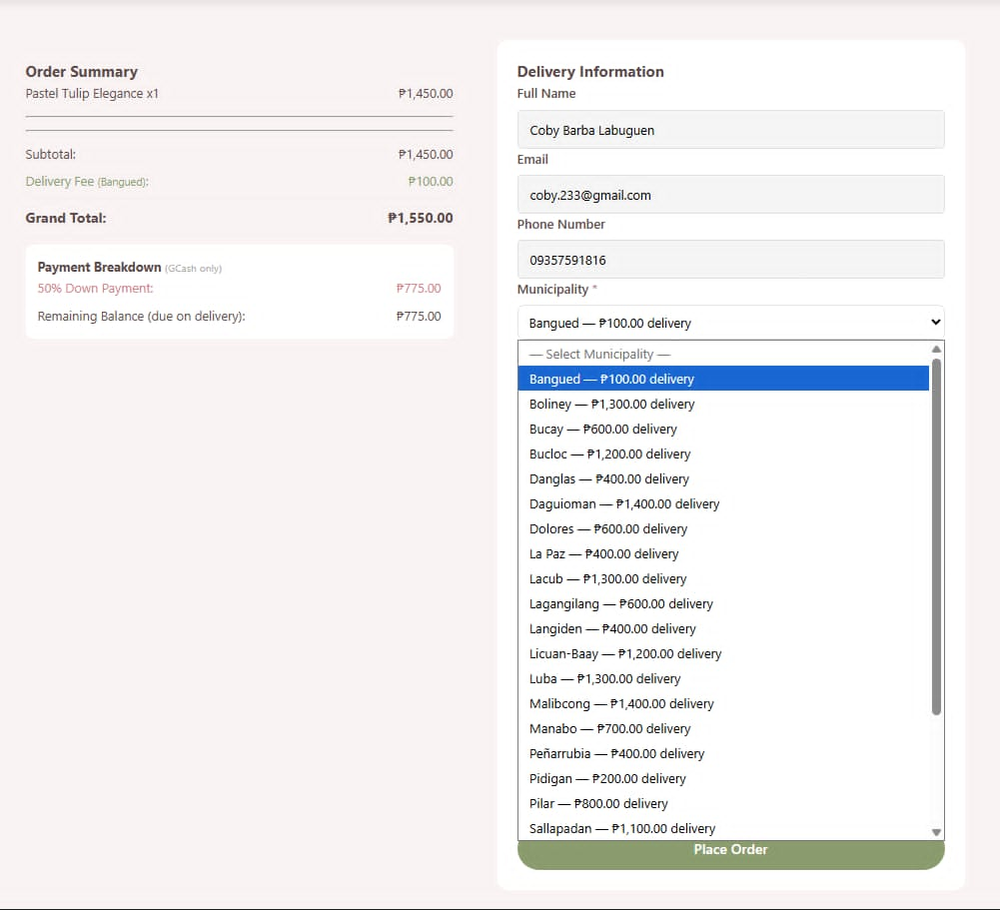 Order Summary
Pastel Tulip Elegance x1 ₱1,450.00
Subtotal: ₱1,450.00
Delivery Fee (Bangued): ₱100.00
Grand Total: ₱1,550.00
Payment Breakdown (GCash only)
50% Down Payment: ₱775.00
Remaining Balance (due on delivery): ₱775.00
Delivery Information
Full Name
Coby Barba Labuguen
Email
coby.233@gmail.com
Phone Number
09357591816
Municipality *
Bangued — ₱100.00 delivery
— Select Municipality —
Bangued — ₱100.00 delivery
Boliney — ₱1,300.00 delivery
Bucay — ₱600.00 delivery
Bucloc — ₱1,200.00 delivery
Danglas — ₱400.00 delivery
Daguioman — ₱1,400.00 delivery
Dolores — ₱600.00 delivery
La Paz — ₱400.00 delivery
Lacub — ₱1,300.00 delivery
Lagangilang — ₱600.00 delivery
Langiden — ₱400.00 delivery
Licuan-Baay — ₱1,200.00 delivery
Luba — ₱1,300.00 delivery
Malibcong — ₱1,400.00 delivery
Manabo — ₱700.00 delivery
Peñarrubia — ₱400.00 delivery
Pidigan — ₱200.00 delivery
Pilar — ₱800.00 delivery
Sallapadan — ₱1,100.00 delivery
Place Order